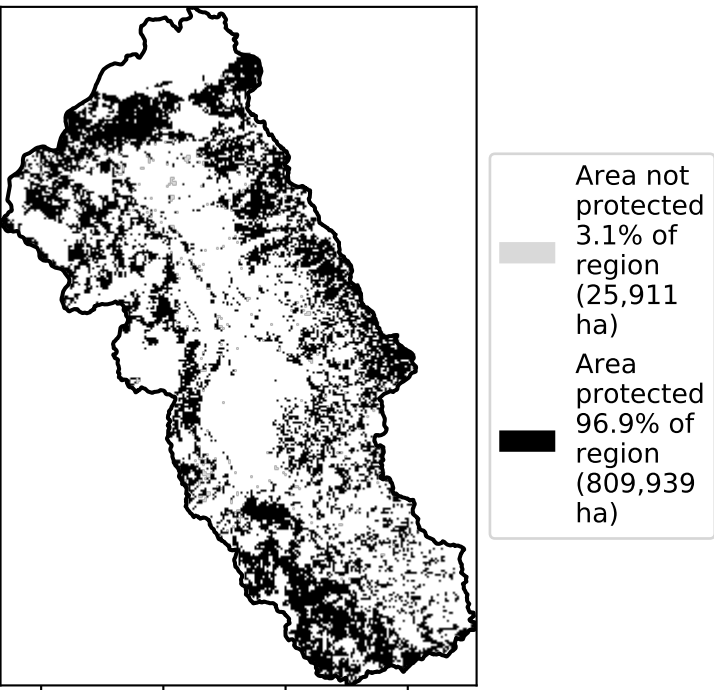 Area not
protected
3.1% of
region
(25,911
ha)
Area
protected
96.9% of
region
(809,939
ha)